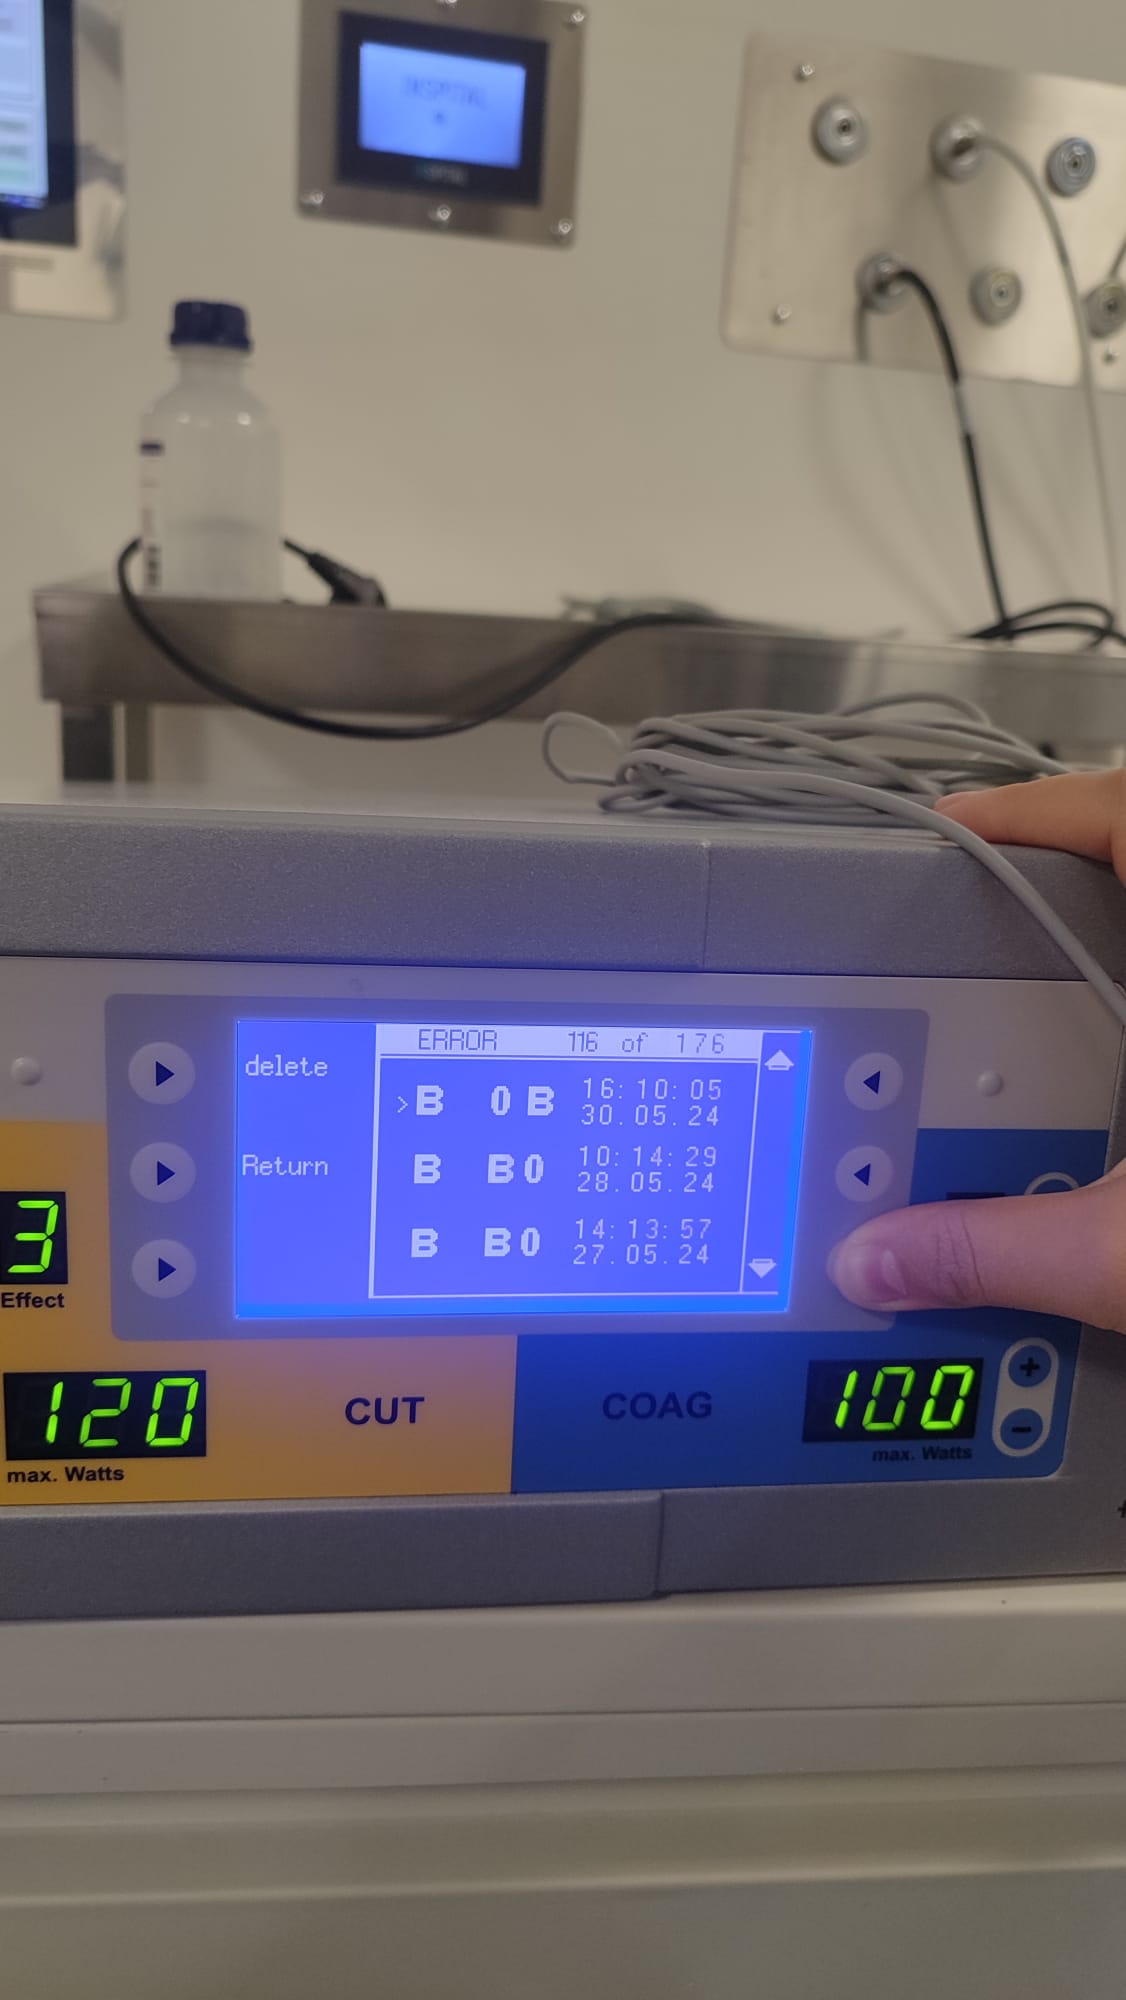 delete
Return
ERROR 116 of 176
>B 0B 16:10:05
30.05.24
B B0 10:14:29
28.05.24
B B0 14:13:57
27.05.24
3
Effect
120
max. Watts
CUT
COAG
100
max. Watts
+
-